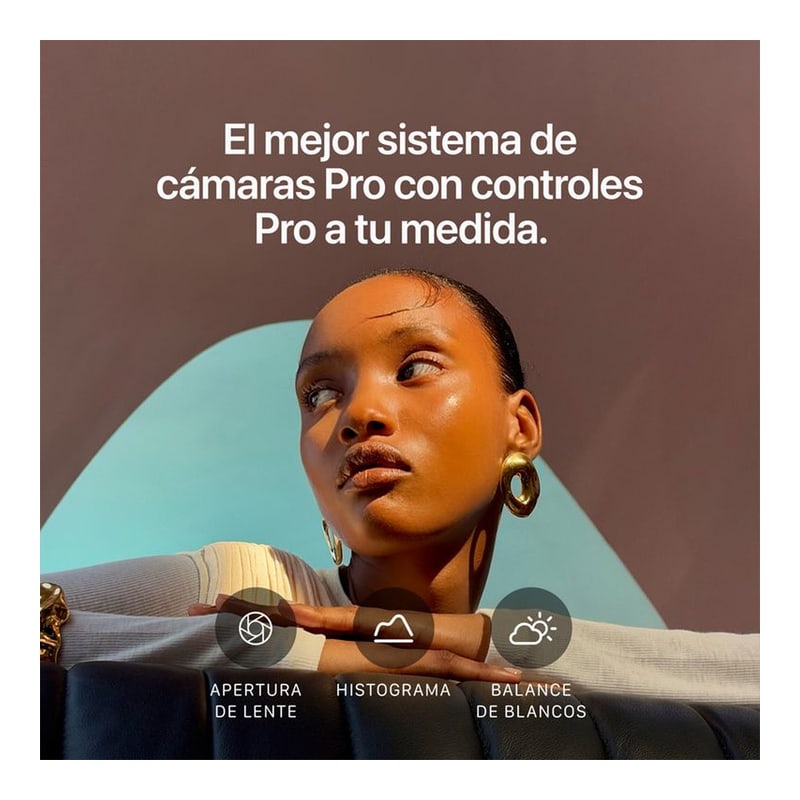 El mejor sistema de
cámaras Pro con controles
Pro a tu medida.
APERTURA
DE LENTE
HISTOGRAMA
BALANCE
DE BLANCOS